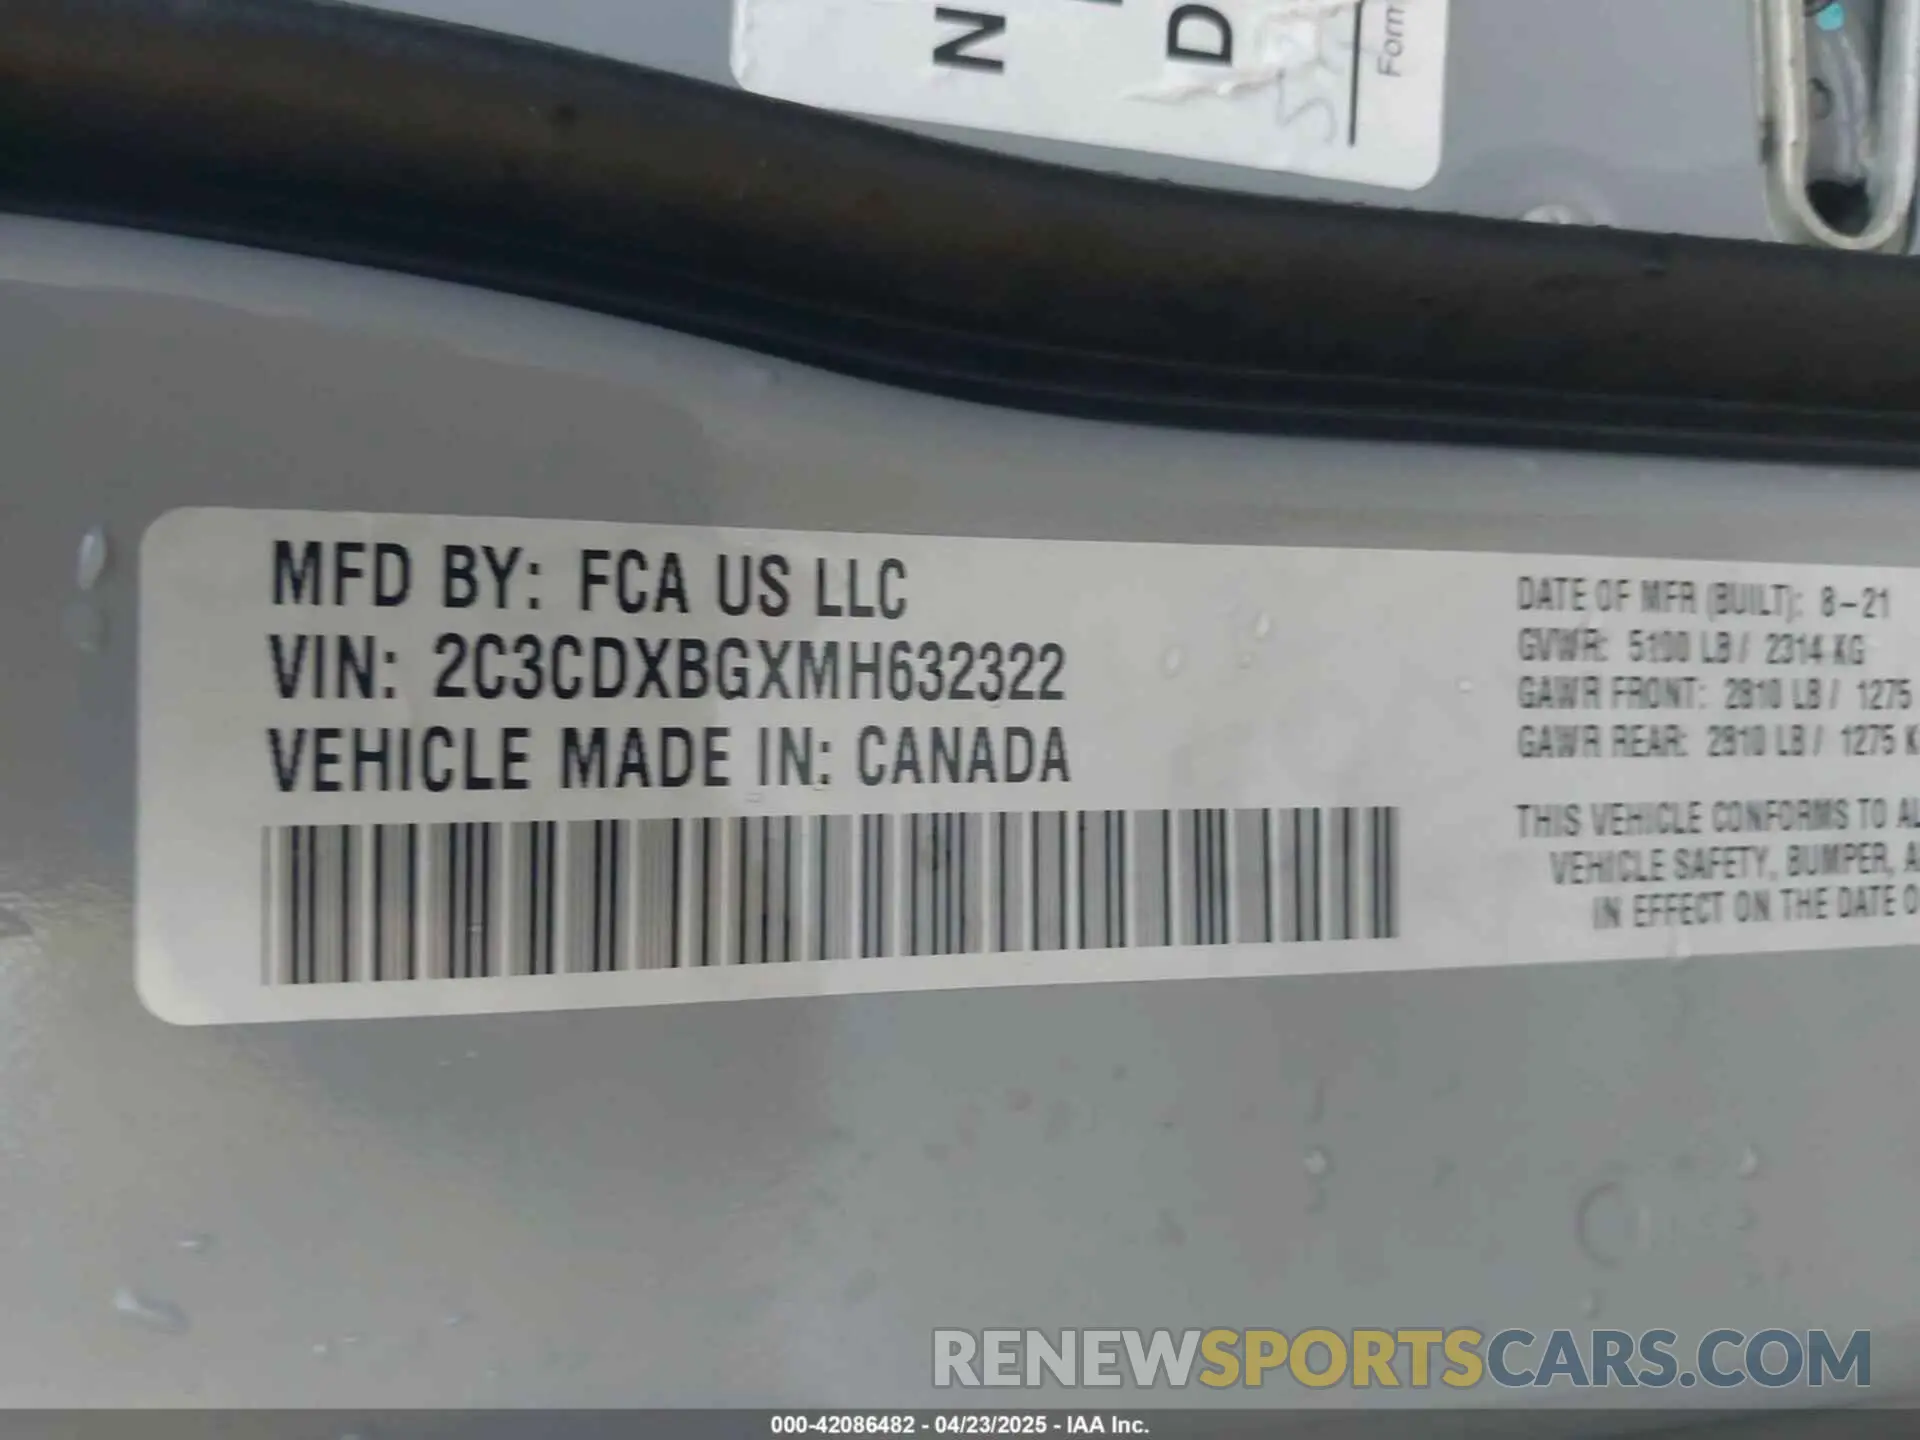 N
D
Form
MFD BY: FCA US LLC
VIN: 2C3CDXBGXMH632322
VEHICLE MADE IN: CANADA
DATE OF MFR (BUILT): 8-21
GVWR: 5100 LB / 2314 KG
GAWR FRONT: 2810 LB / 1275
GAWR REAR: 2910 LB / 1275 K
THIS VEHICLE CONFORMS TO AL
VEHICLE SAFETY, BUMPER, A
IN EFFECT ON THE DATE O
RENEWSPORTSCARS.COM
000-42086482 - 04/23/2025 - IAA Inc.